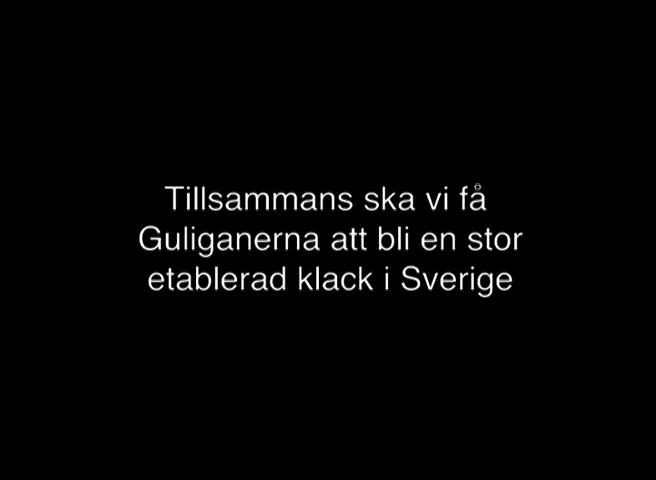 Tillsammans ska vi få
Guliganerna att bli en stor
etablerad klack i Sverige